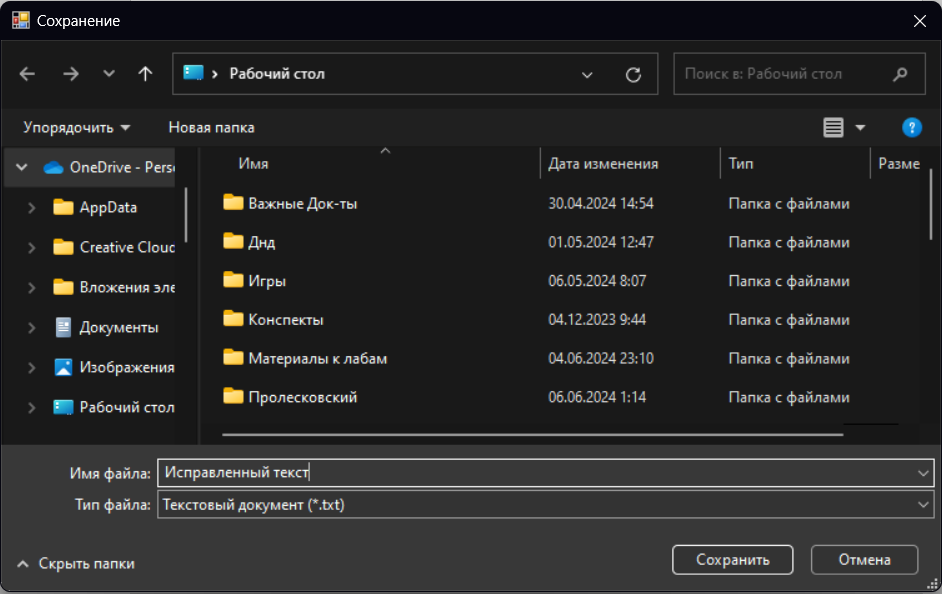 Сохранение
Рабочий стол
Поиск в: Рабочий стол
Упорядочить Новая папка
?
OneDrive - Perso
Имя Дата изменения Тип Разме
AppData
Важные Док-ты 30.04.2024 14:54 Папка с файлами
Creative Cloud
Днд 01.05.2024 12:47 Папка с файлами
Вложения эле
Игры 06.05.2024 8:07 Папка с файлами
Документы
Конспекты 04.12.2023 9:44 Папка с файлами
Изображения
Материалы к лабам 04.06.2024 23:10 Папка с файлами
Рабочий стол
Пролесковский 06.06.2024 1:14 Папка с файлами
Имя файла: Исправленный текст
Тип файла: Текстовый документ (*.txt)
Скрыть папки
Сохранить Отмена